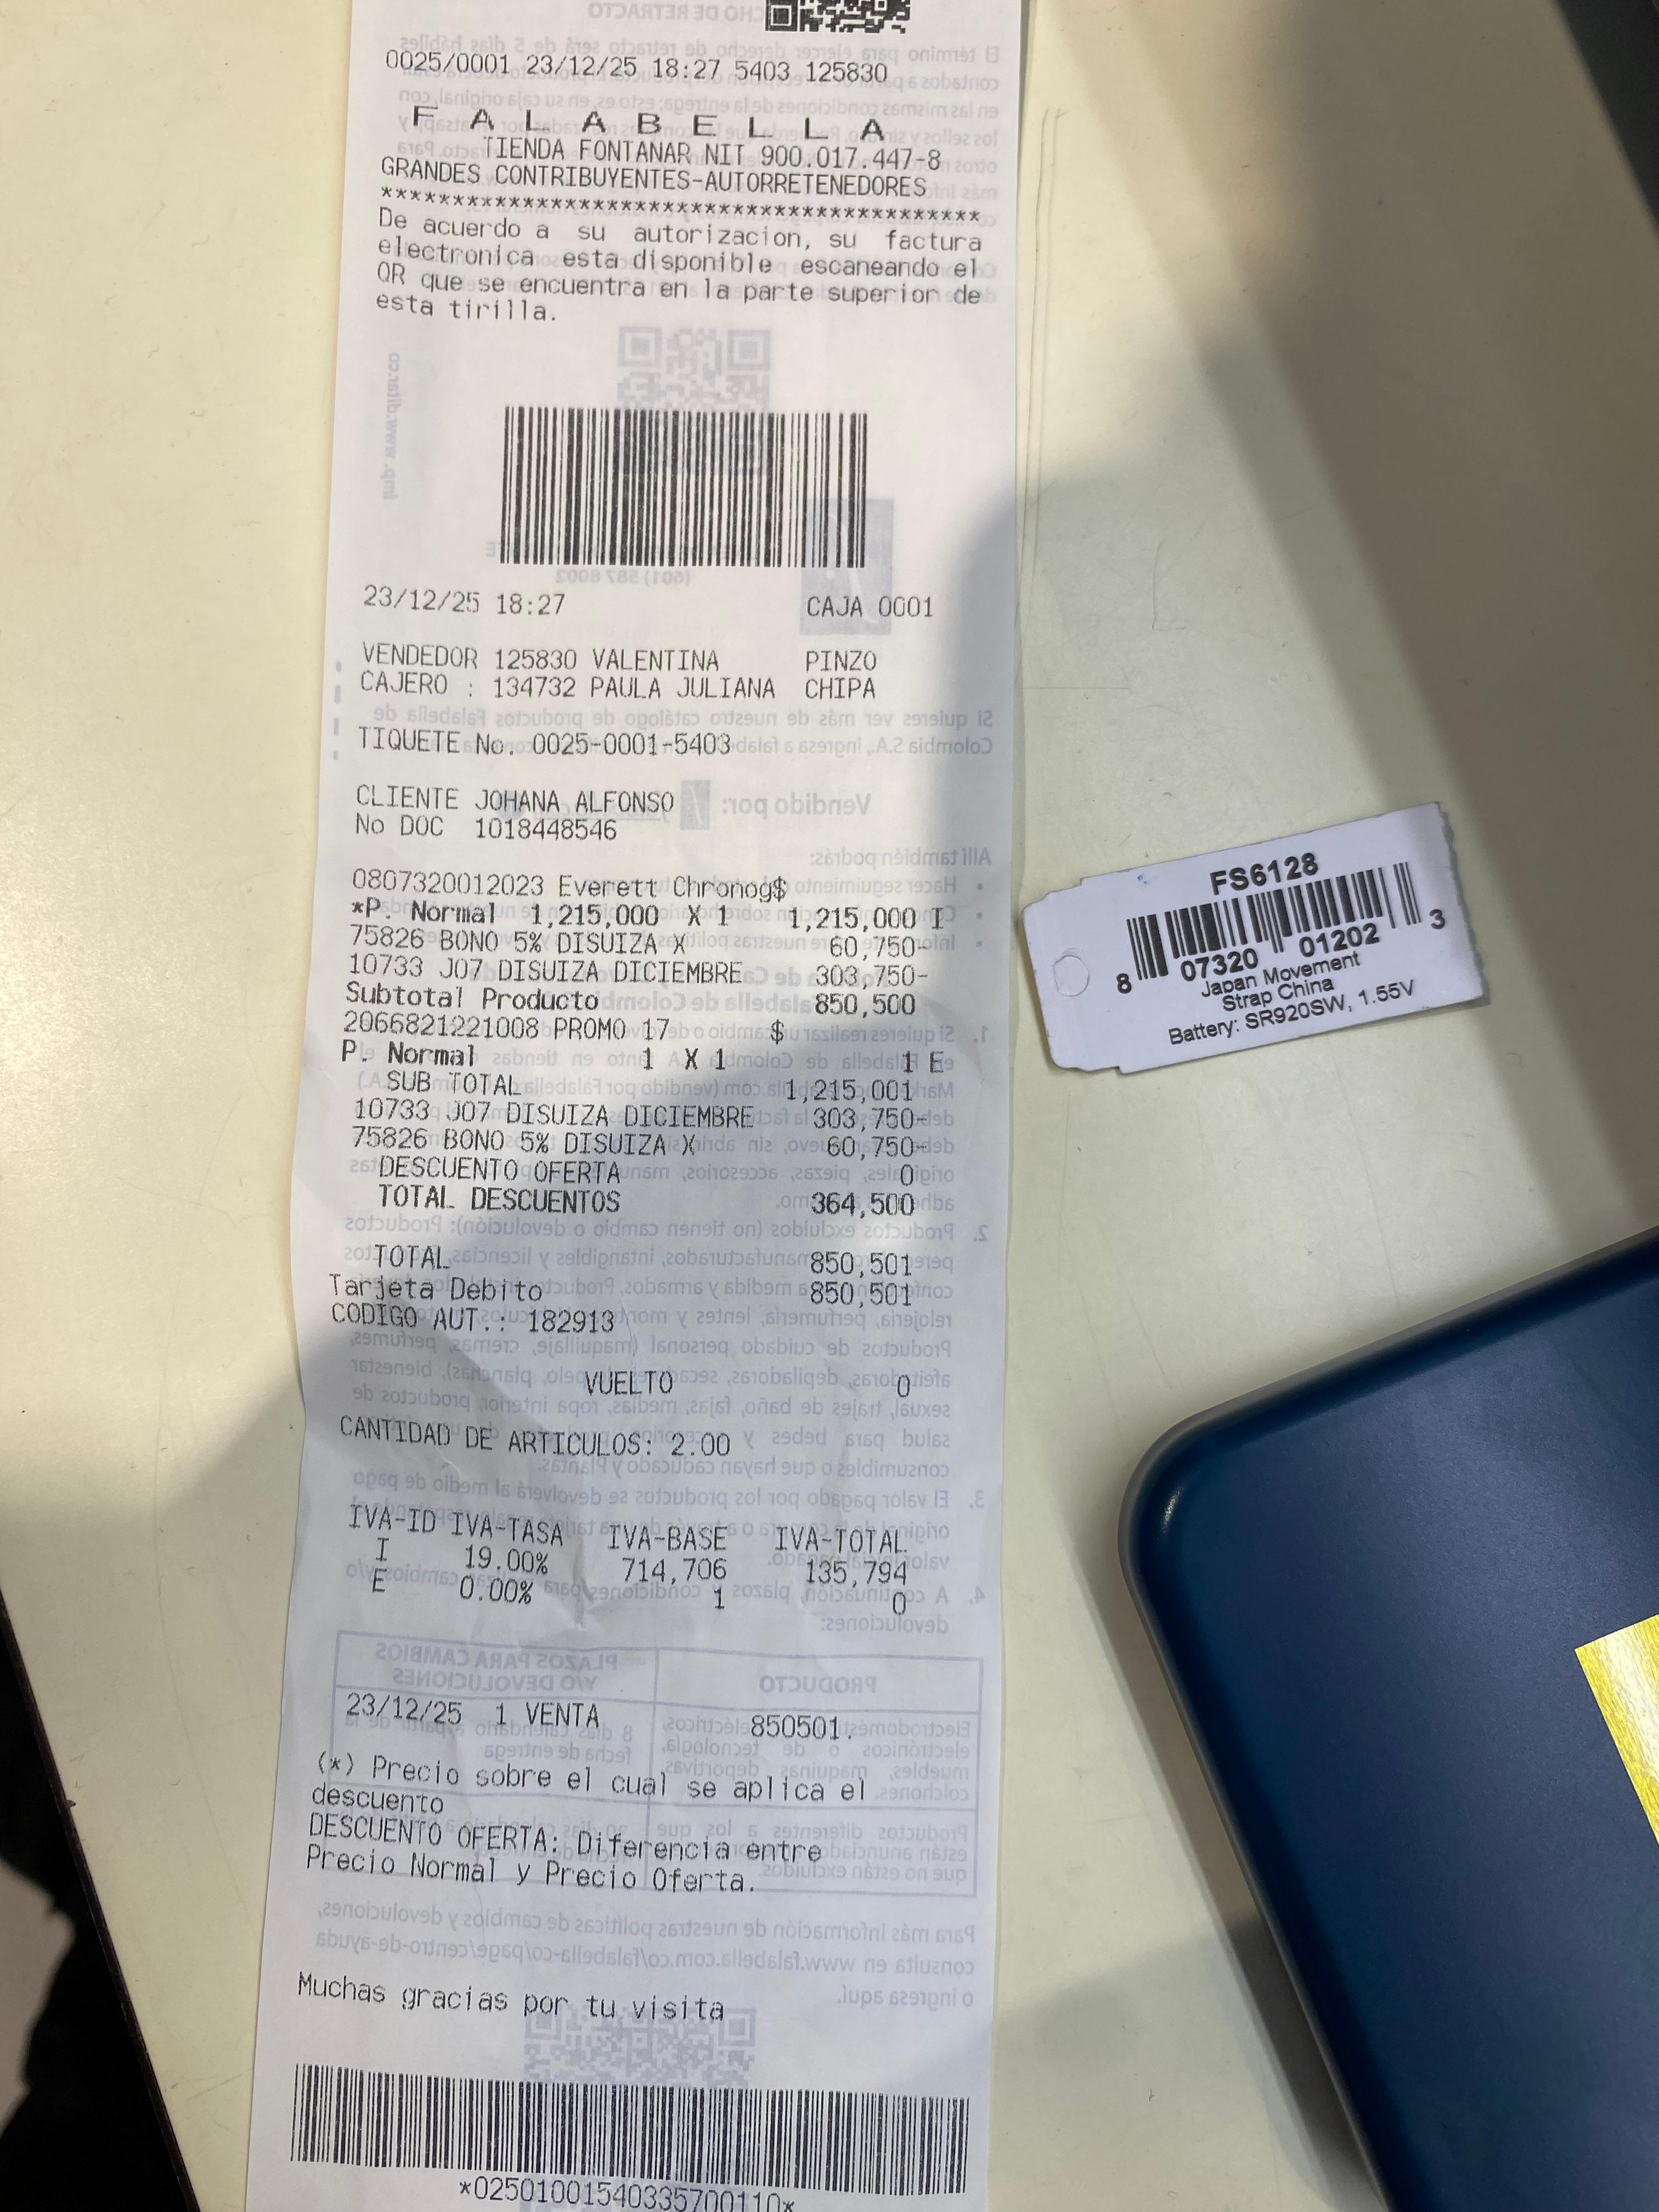 0025/0001 23/12/25 18:27 5403 125830
FALABELLA
TIENDA FONTANAR NIT 900.017.447-8
GRANDES CONTRIBUYENTES-AUTORRETENEDORES
*******************************************
De acuerdo a su autorizacion, su factura
electronica esta disponible escaneando el
QR que se encuentra en la parte superior de
esta tirilla.
23/12/25 18:27 CAJA 0001
VENDEDOR 125830 VALENTINA PINZO
CAJERO : 134732 PAULA JULIANA CHIPA
TIQUETE No. 0025-0001-5403
CLIENTE JOHANA ALFONSO
No DOC 1018448546
0807320012023 Everett Chronog$
*P. Normal 1,215,000 X 1 1,215,000 I
75826 BONO 5% DISUIZA X 60,750-
10733 J07 DISUIZA DICIEMBRE 303,750-
Subtotal Producto 850,500
2066821221008 PROMO 17 $
P. Normal 1 X 1 1 E
SUB TOTAL 1,215,001
10733 J07 DISUIZA DICIEMBRE 303,750-
75826 BONO 5% DISUIZA X 60,750-
DESCUENTO OFERTA 0
TOTAL DESCUENTOS 364,500
TOTAL 850,501
Tarjeta Debito 850,501
CODIGO AUT.: 182913
VUELTO 0
CANTIDAD DE ARTICULOS: 2.00
IVA-ID IVA-TASA IVA-BASE IVA-TOTAL
I 19.00% 714,706 135,794
E 0.00% 1 0
23/12/25 1 VENTA 850501.
(*) Precio sobre el cual se aplica el
descuento
DESCUENTO OFERTA: Diferencia entre
Precio Normal y Precio Oferta.
Muchas gracias por tu visita
*02501001540335700110*
FS6128
8 07320 01202 3
Japan Movement
Strap China
Battery: SR920SW, 1.55V